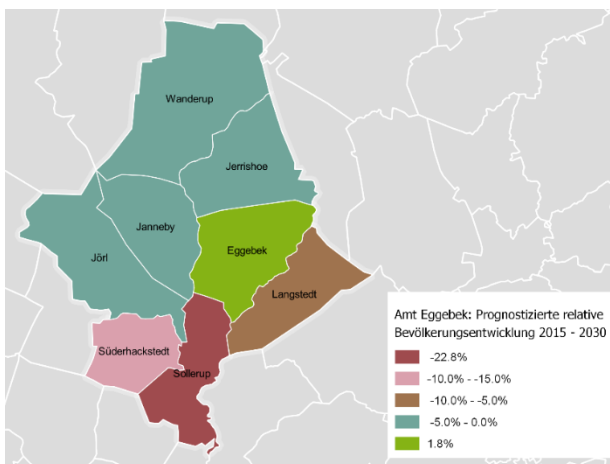 Wanderup
Jerrishoe
Janneby
Jörl
Eggebek
Langstedt
Süderhackstedt
Sollerup
Amt Eggebek: Prognostizierte relative
Bevölkerungsentwicklung 2015 - 2030
-22.8%
-10.0% - -15.0%
-10.0% - -5.0%
-5.0% - 0.0%
1.8%